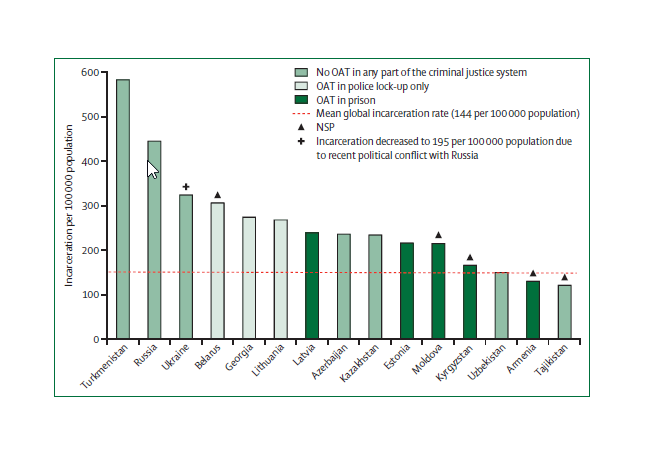 600
500
400
300
200
100
0
Incarceration per 100 000 population
No OAT in any part of the criminal justice system
OAT in police lock-up only
OAT in prison
Mean global incarceration rate (144 per 100 000 population)
NSP
Incarceration decreased to 195 per 100 000 population due
to recent political conflict with Russia
Turkmenistan
Russia
Ukraine
Belarus
Georgia
Lithuania
Latvia
Azerbaijan
Kazakhstan
Estonia
Moldova
Kyrgyzstan
Uzbekistan
Armenia
Tajikistan